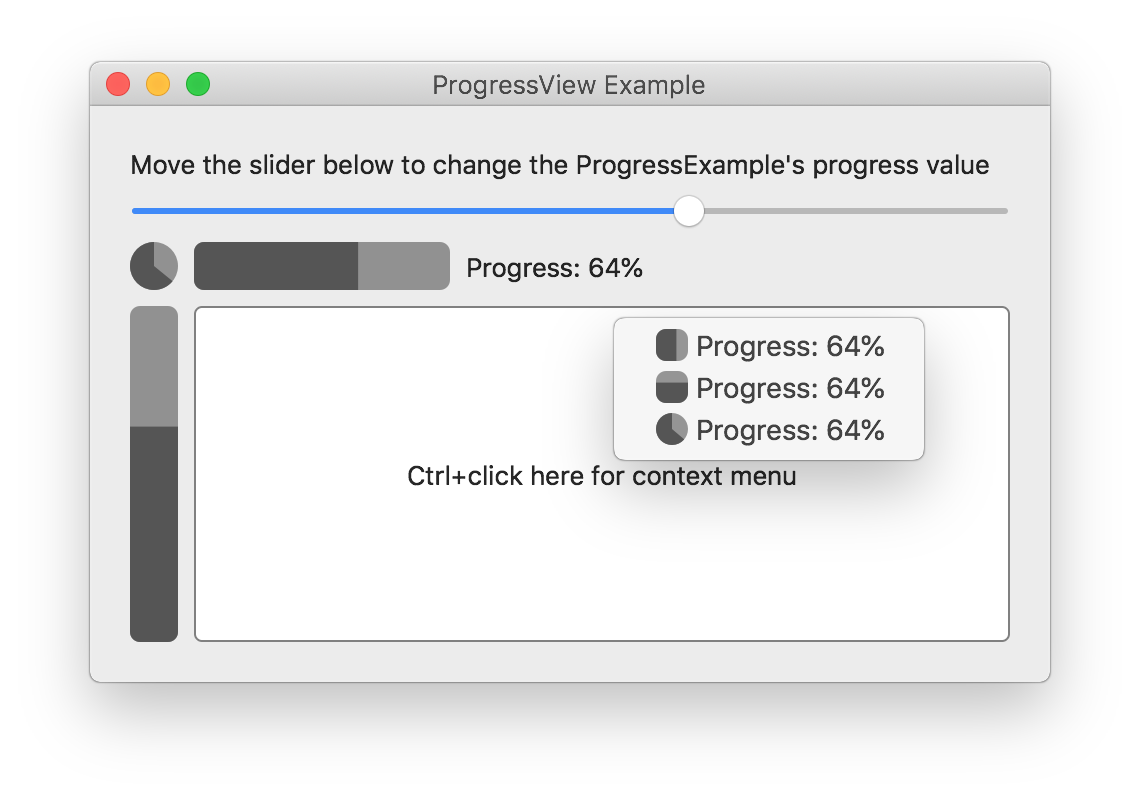 ProgressView Example
Move the slider below to change the ProgressExample's progress value
Progress: 64%
Progress: 64%
Progress: 64%
Progress: 64%
Ctrl+click here for context menu